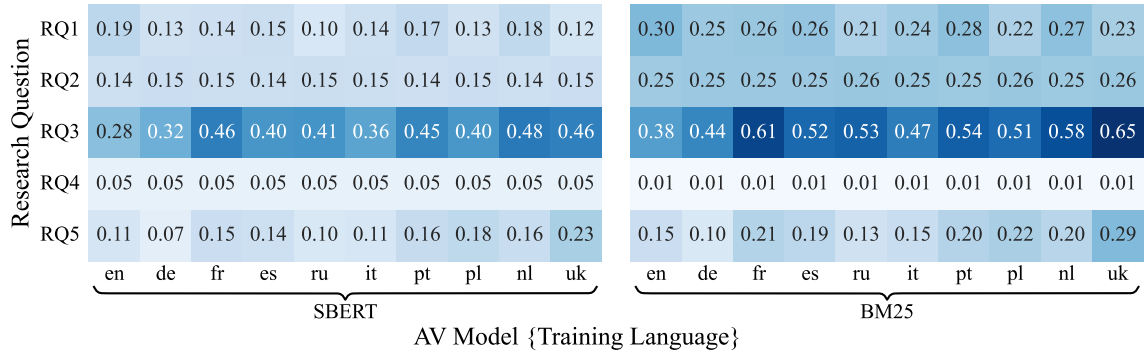 Research Question
RQ1 0.19 0.13 0.14 0.15 0.10 0.14 0.17 0.13 0.18 0.12 0.30 0.25 0.26 0.26 0.21 0.24 0.28 0.22 0.27 0.23
RQ2 0.14 0.15 0.15 0.14 0.15 0.15 0.14 0.15 0.14 0.15 0.25 0.25 0.25 0.25 0.26 0.25 0.25 0.26 0.25 0.26
RQ3 0.28 0.32 0.46 0.40 0.41 0.36 0.45 0.40 0.48 0.46 0.38 0.44 0.61 0.52 0.53 0.47 0.54 0.51 0.58 0.65
RQ4 0.05 0.05 0.05 0.05 0.05 0.05 0.05 0.05 0.05 0.05 0.01 0.01 0.01 0.01 0.01 0.01 0.01 0.01 0.01 0.01
RQ5 0.11 0.07 0.15 0.14 0.10 0.11 0.16 0.18 0.16 0.23 0.15 0.10 0.21 0.19 0.13 0.15 0.20 0.22 0.20 0.29
en de fr es ru it pt pl nl uk en de fr es ru it pt pl nl uk
SBERT BM25
AV Model {Training Language}